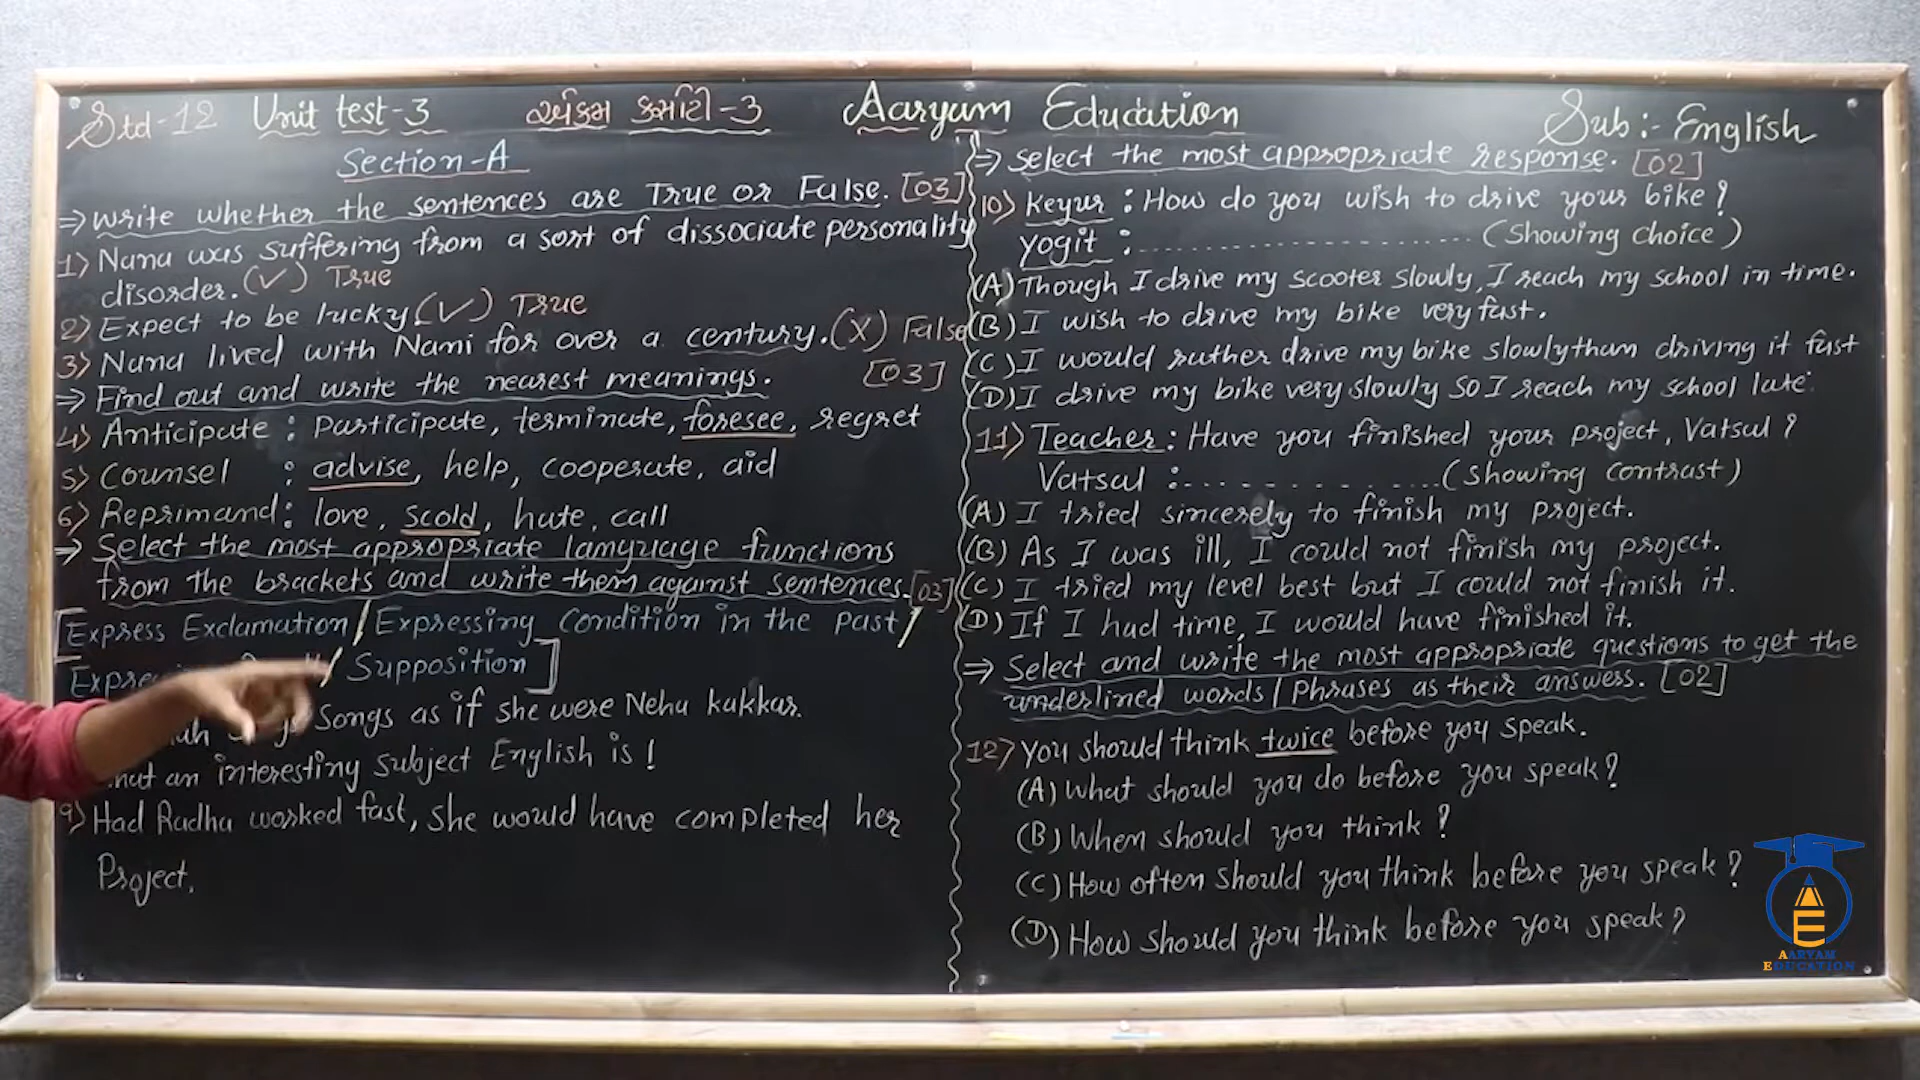 Std-12 Unit test-3 એકમ કસોટી-3 Aaryam Education Sub:- English
Section-A
⇒ Write whether the sentences are True or False. [03]
1) Nana was suffering from a sort of dissociate personality
disorder. (✓) True
2) Expect to be lucky. (✓) True
3) Nana lived with Nani for over a century. (X) False
⇒ Find out and write the nearest meanings. [03]
4) Anticipate : Participate, terminate, foresee, regret
5) Counsel : advise, help, cooperate, aid
6) Reprimand : love, scold, hate, call
⇒ Select the most appropriate language functions
from the brackets and write them against sentences. [03]
[Express Exclamation / Expressing Condition in the Past /
/ Supposition]
Songs as if she were Neha kakkar.
an interesting subject English is !
9) Had Radha worked fast, She would have completed her
Project.
⇒ Select the most appropriate response. [02]
10) Keyur : How do you wish to drive your bike ?
Yogit : .......................... (Showing Choice)
(A) Though I drive my scooter slowly, I reach my school in time.
(B) I wish to drive my bike very fast.
(C) I would rather drive my bike slowly than driving it fast
(D) I drive my bike very slowly so I reach my school late.
11) Teacher : Have you finished your project, Vatsal ?
Vatsal : .................... (Showing contrast)
(A) I tried sincerely to finish my project.
(B) As I was ill, I could not finish my project.
(C) I tried my level best but I could not finish it.
(D) If I had time, I would have finished it.
⇒ Select and write the most appropriate questions to get the
underlined words/Phrases as their answers. [02]
12) You should think twice before you speak.
(A) What should you do before you speak?
(B) When should you think ?
(C) How often should you think before you speak ?
(D) How should you think before you speak?
AARYAM
EDUCATION